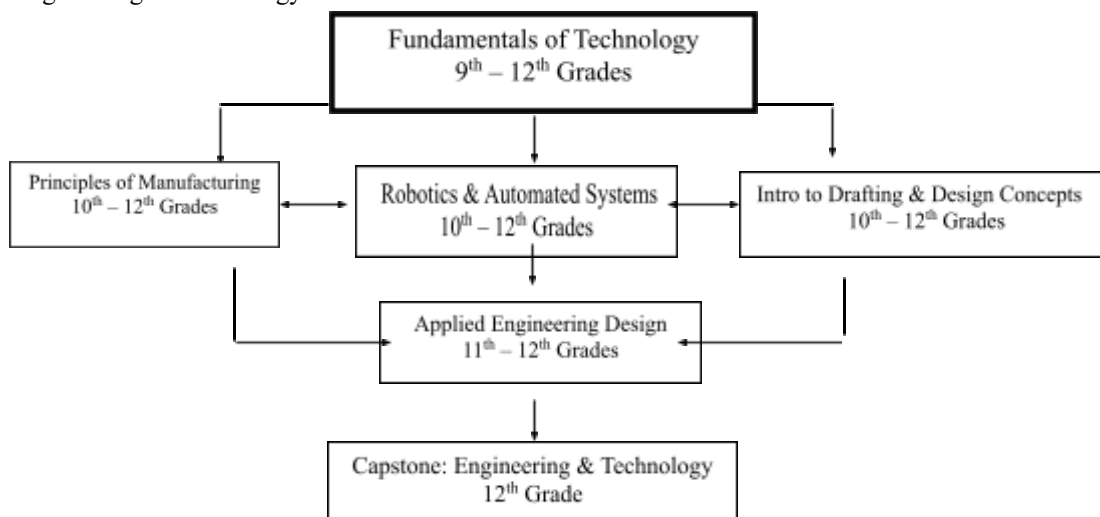 Fundamentals of Technology
9th – 12th Grades
Principles of Manufacturing
10th – 12th Grades
Robotics & Automated Systems
10th – 12th Grades
Intro to Drafting & Design Concepts
10th – 12th Grades
Applied Engineering Design
11th – 12th Grades
Capstone: Engineering & Technology
12th Grade